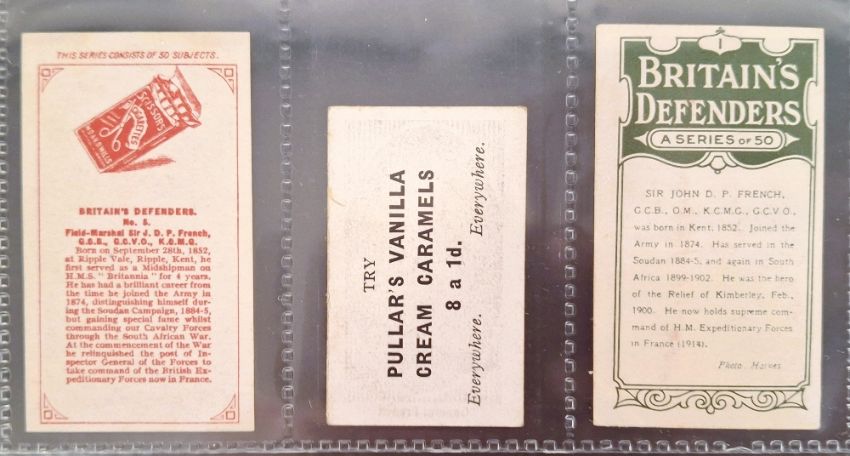 THIS SERIES CONSISTS OF 50 SUBJECTS.
SCISSORS
CIGARETTES
W.D.& H.O. WILLS
BRITAIN'S DEFENDERS.
No. 5.
Field-Marshal Sir J. D. P. French,
G.C.B., G.C.V.O., K.C.M.G.
Born on September 28th, 1852,
at Ripple Vale, Ripple, Kent, he
first served as a Midshipman on
H.M.S. "Britannia" for 4 years.
He has had a brilliant career from
the time he joined the Army in
1874, distinguishing himself dur-
ing the Soudan Campaign, 1884-5,
but gaining special fame whilst
commanding our Cavalry Forces
through the South African War.
At the commencement of the War
he relinquished the post of In-
spector General of the Forces to
take command of the British Ex-
peditionary Forces now in France.
TRY
PULLAR'S VANILLA
CREAM CARAMELS
8 a 1d.
Everywhere. Everywhere.
1
BRITAIN'S
DEFENDERS
A SERIES OF 50
SIR JOHN D. P. FRENCH,
G.C.B., O.M., K.C.M.G., G.C.V.O.,
was born in Kent, 1852. Joined the
Army in 1874. Has served in the
Soudan 1884-5, and again in South
Africa 1899-1902. He was the hero
of the Relief of Kimberley, Feb.,
1900. He now holds supreme com-
mand of H.M. Expeditionary Forces
in France (1914).
Photo, Harves